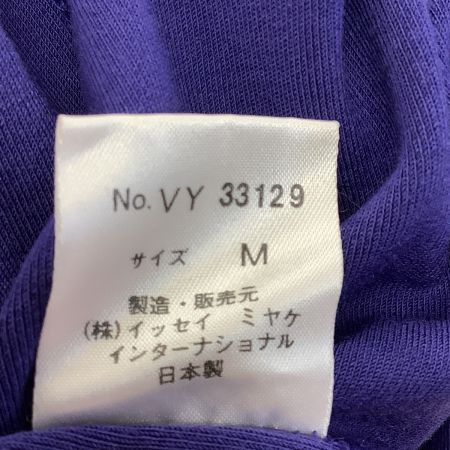 No. VY 33129
サイズ M
製造・販売元
(株)イッセイ ミヤケ
インターナショナル
日本製